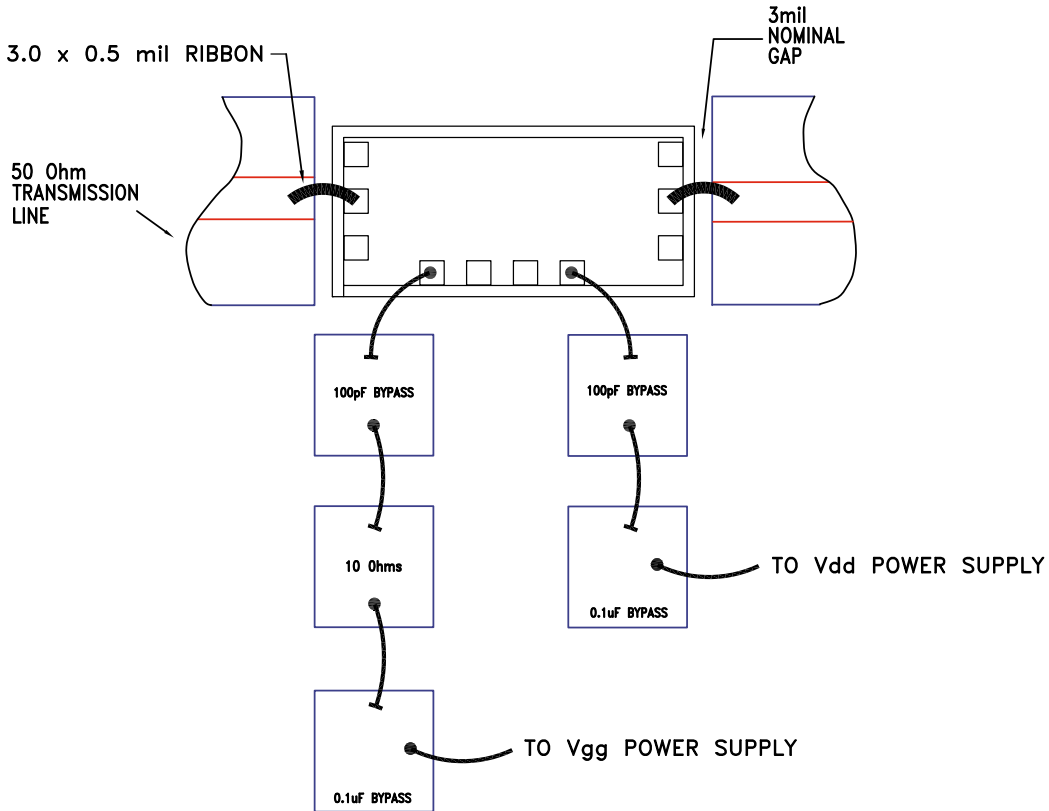 3mil
NOMINAL
GAP
3.0 x 0.5 mil RIBBON
50 Ohm
TRANSMISSION
LINE
100pF BYPASS
100pF BYPASS
10 Ohms
TO Vdd POWER SUPPLY
0.1uF BYPASS
TO Vgg POWER SUPPLY
0.1uF BYPASS